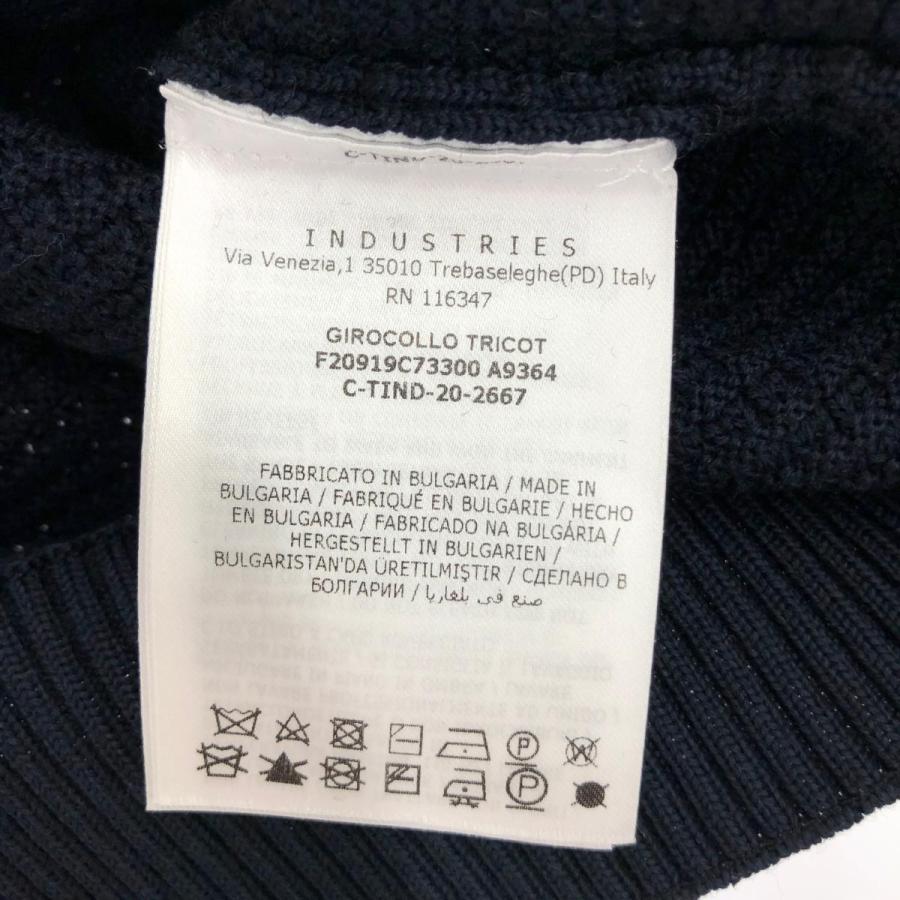 INDUSTRIES
Via Venezia,1 35010 Trebaseleghe(PD) Italy
RN 116347
GIROCOLLO TRICOT
F20919C73300 A9364
C-TIND-20-2667
FABBRICATO IN BULGARIA / MADE IN
BULGARIA / FABRIQUÉ EN BULGARIE / HECHO
EN BULGARIA / FABRICADO NA BULGÁRIA /
HERGESTELLT IN BULGARIEN /
BULGARISTAN'DA ÜRETILMIŞTIR / СДЕЛАНО В
БОЛГАРИИ / صنع في بلغاريا
P
W
P